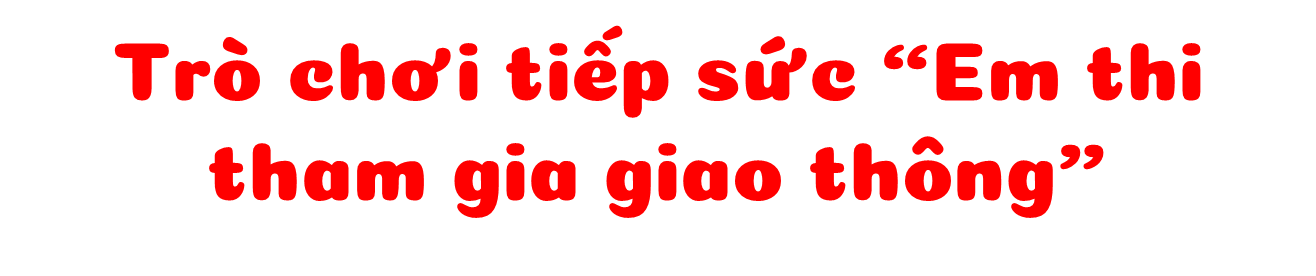 Trò chơi tiếp sức “Em thi
tham gia giao thông”